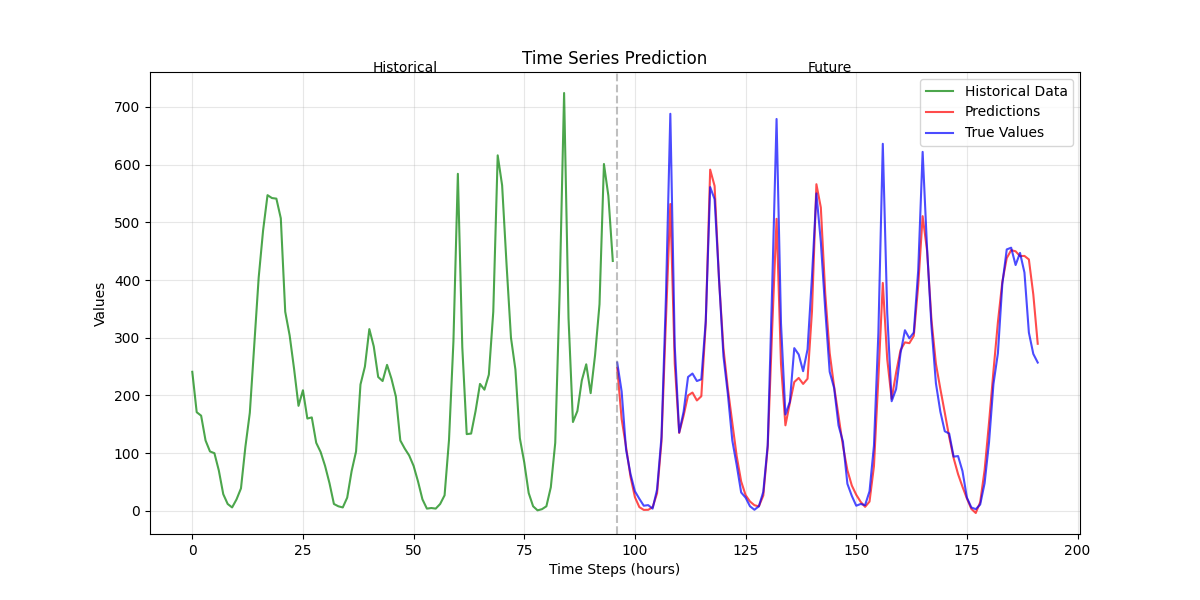 Time Series Prediction
Historical
Future
Historical Data
Predictions
True Values
Values
700
600
500
400
300
200
100
0
0
25
50
75
100
125
150
175
200
Time Steps (hours)